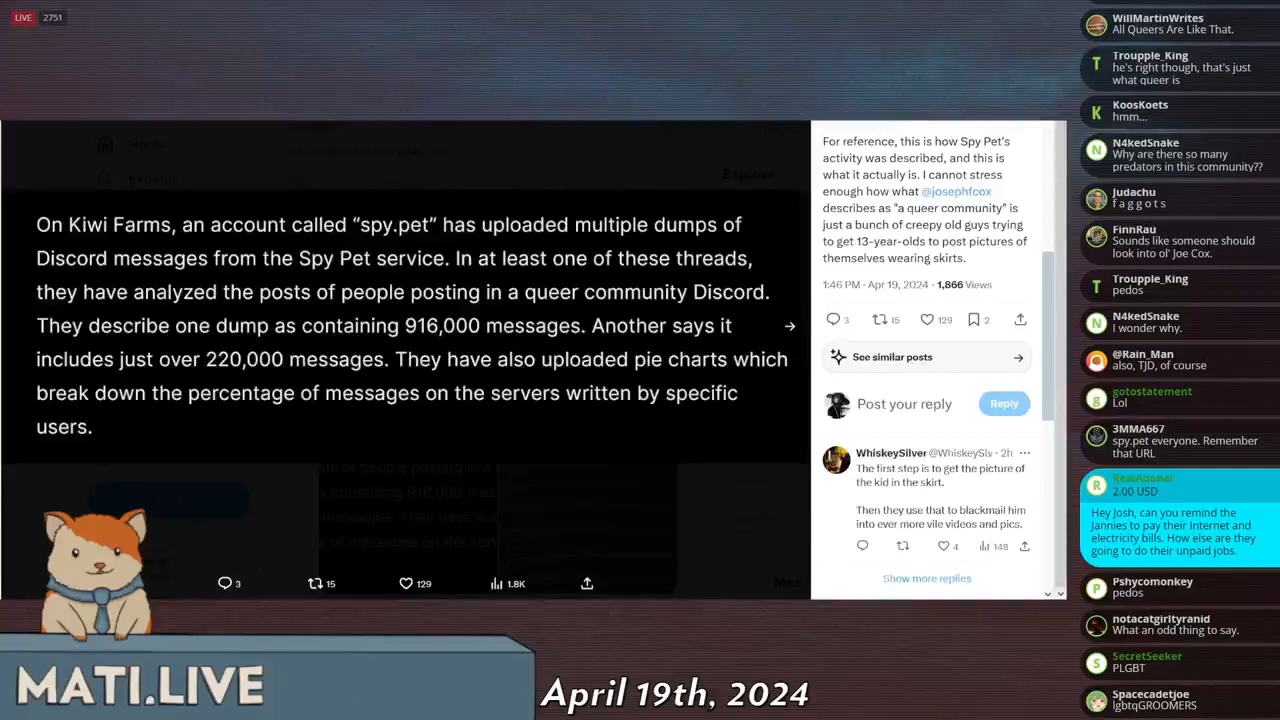 LIVE 2751
On Kiwi Farms, an account called “spy.pet” has uploaded multiple dumps of
Discord messages from the Spy Pet service. In at least one of these threads,
they have analyzed the posts of people posting in a queer community Discord.
They describe one dump as containing 916,000 messages. Another says it
includes just over 220,000 messages. They have also uploaded pie charts which
break down the percentage of messages on the servers written by specific
users.
3 15 129 1.8K
For reference, this is how Spy Pet's
activity was described, and this is
what it actually is. I cannot stress
enough how what @josephfcox
describes as "a queer community" is
just a bunch of creepy old guys trying
to get 13-year-olds to post pictures of
themselves wearing skirts.
1:46 PM · Apr 19, 2024 · 1,866 Views
3 15 129 2
See similar posts
Post your reply Reply
WhiskeySilver @WhiskeySlv · 2h
The first step is to get the picture of
the kid in the skirt.
Then they use that to blackmail him
into ever more vile videos and pics.
4 148
Show more replies
WillMartinWrites
All Queers Are Like That.
Troupple_King
he's right though, that's just
what queer is
KoosKoets
hmm...
N4kedSnake
Why are there so many
predators in this community??
Judachu
f a g g o t s
FinnRau
Sounds like someone should
look into ol' Joe Cox.
Troupple_King
pedos
N4kedSnake
I wonder why.
@Rain_Man
also, TJD, of course
gotostatement
Lol
3MMA667
spy.pet everyone. Remember
that URL
RealAdonai
2.00 USD
Hey Josh, can you remind the
Jannies to pay their Internet and
electricity bills. How else are they
going to do their unpaid jobs.
Pshycomonkey
pedos
notacatgirltyranid
What an odd thing to say.
SecretSeeker
PLGBT
Spacecadetjoe
lgbtqGROOMERS
MATI.LIVE
April 19th, 2024